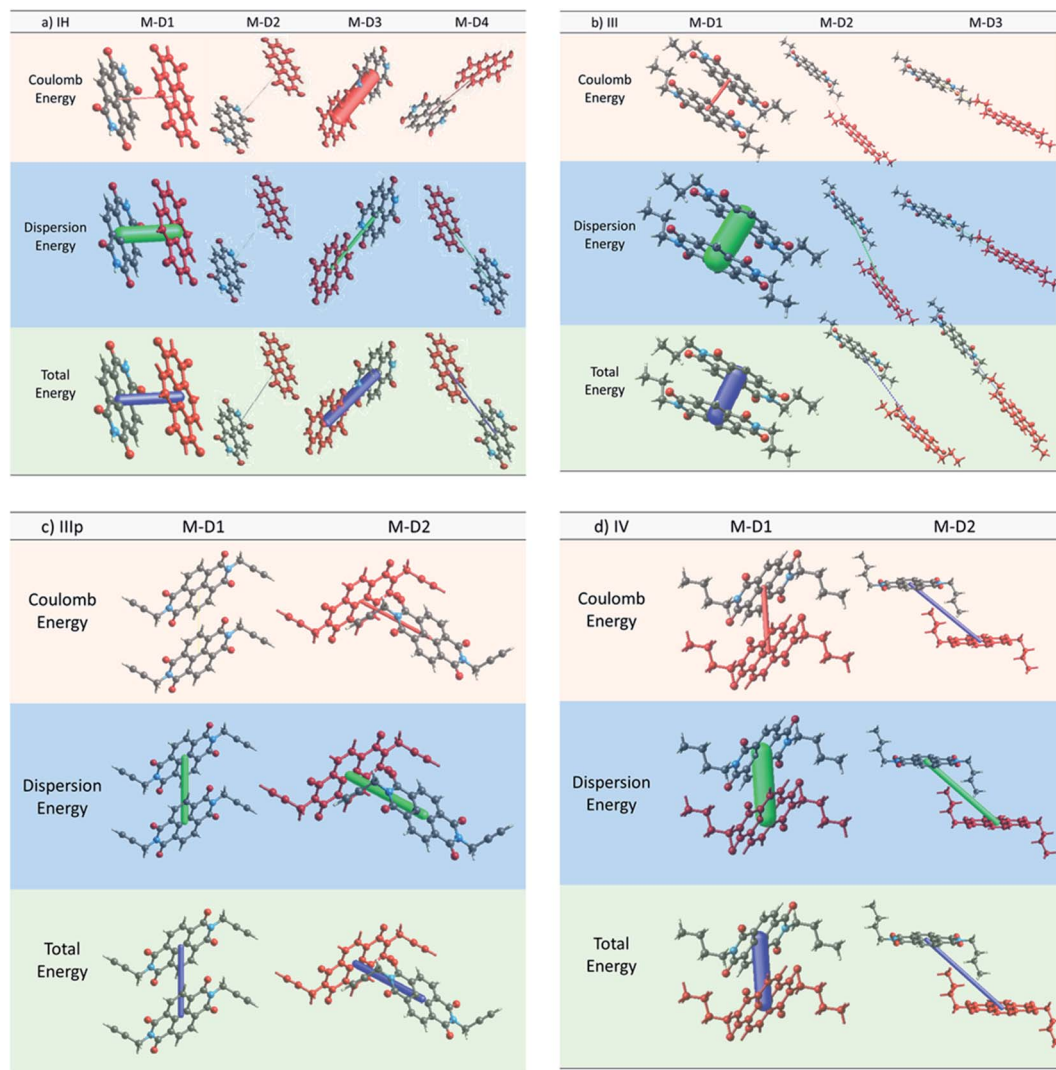 a) IH M-D1 M-D2 M-D3 M-D4
Coulomb
Energy
Dispersion
Energy
Total
Energy
b) III M-D1 M-D2 M-D3
Coulomb
Energy
Dispersion
Energy
Total
Energy
c) IIIp M-D1 M-D2
Coulomb
Energy
Dispersion
Energy
Total
Energy
d) IV M-D1 M-D2
Coulomb
Energy
Dispersion
Energy
Total
Energy